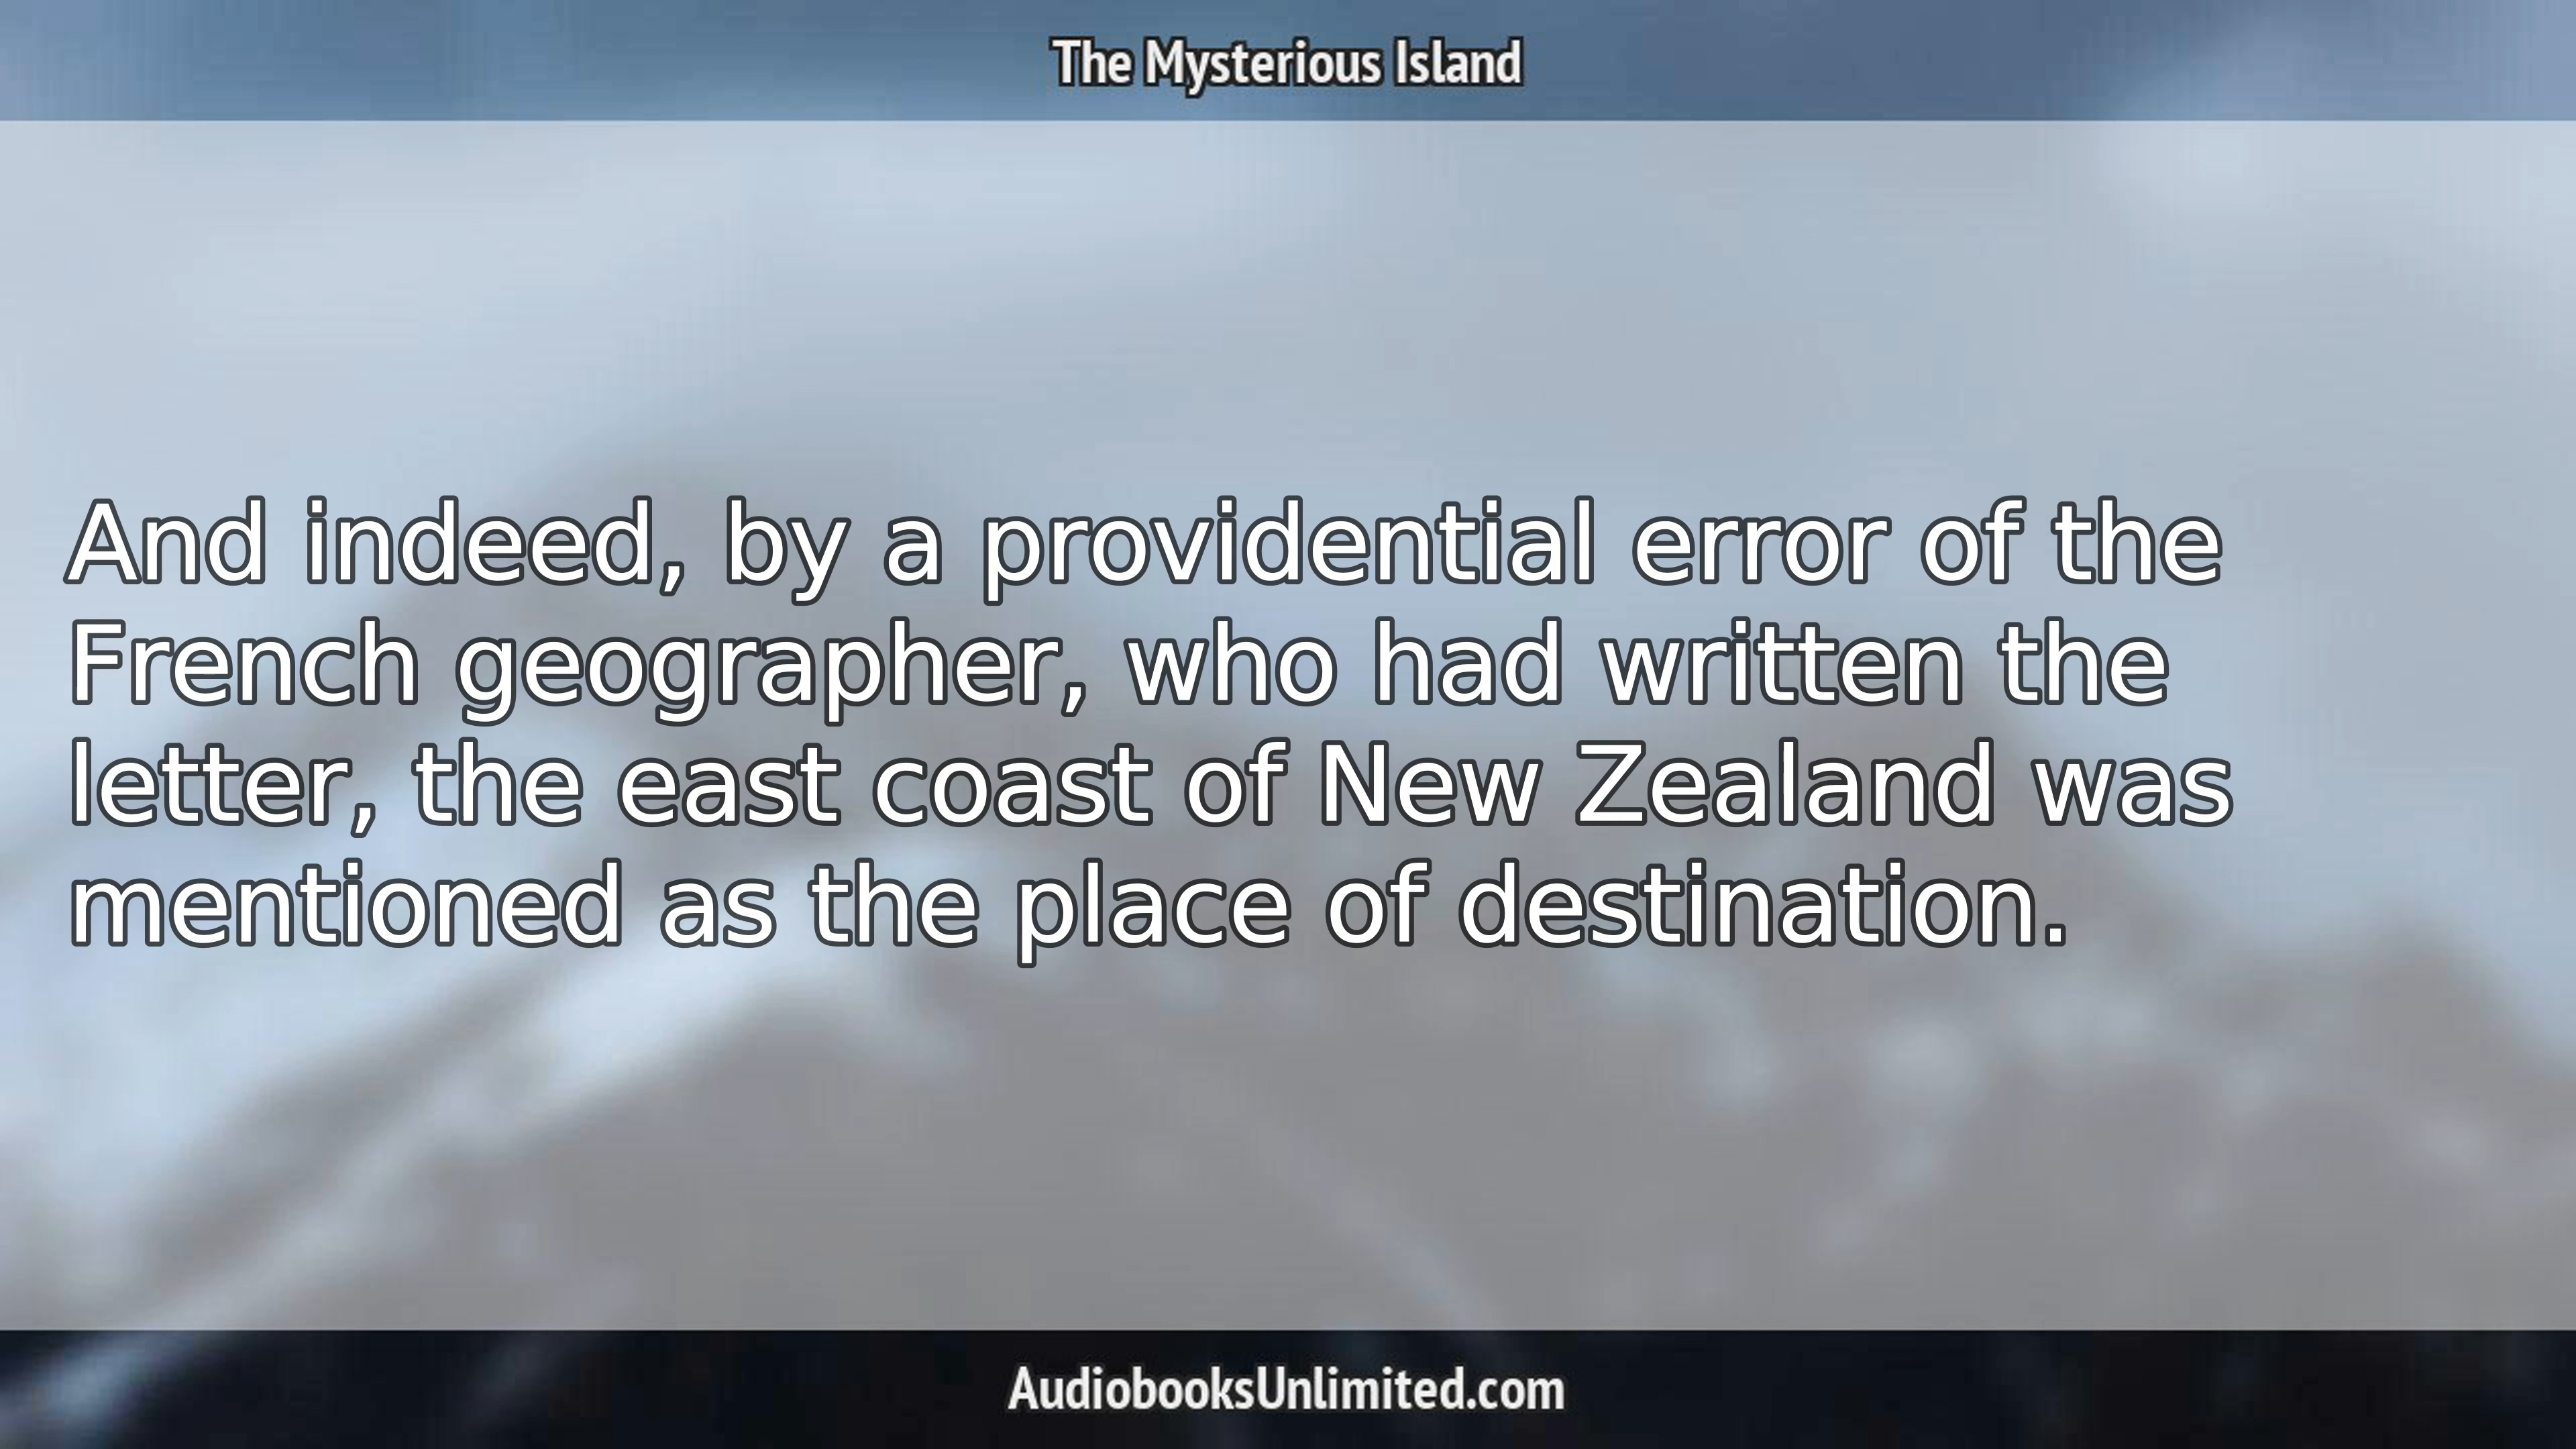 The Mysterious Island
And indeed, by a providential error of the
French geographer, who had written the
letter, the east coast of New Zealand was
mentioned as the place of destination.
AudiobooksUnlimited.com